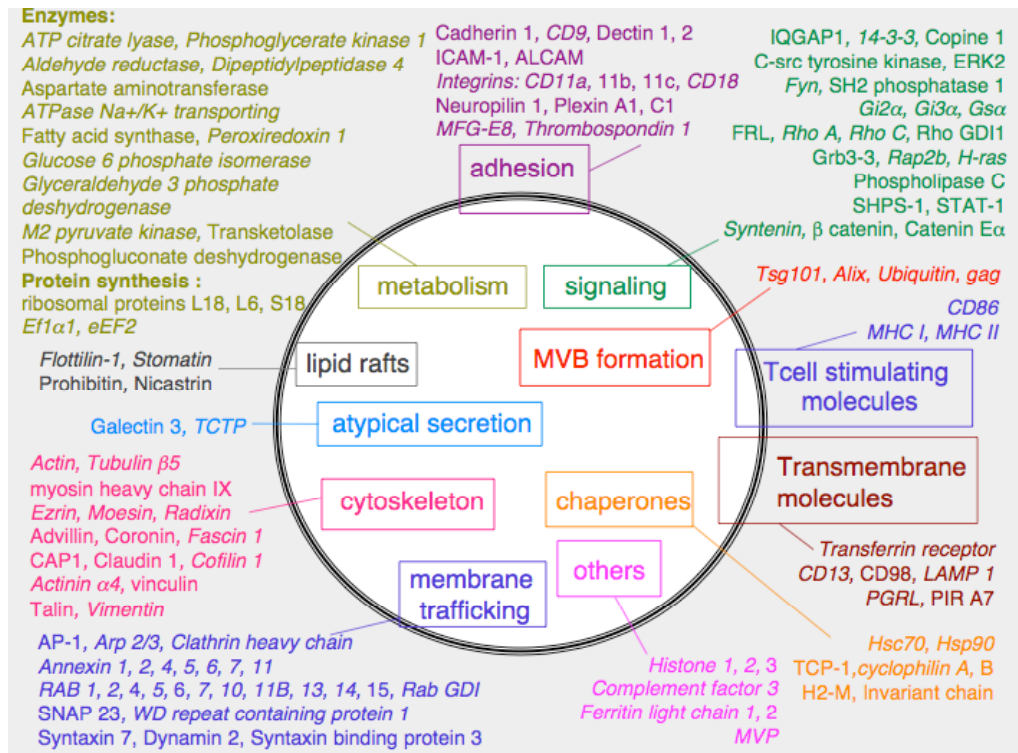 Enzymes:
ATP citrate lyase, Phosphoglycerate kinase 1
Aldehyde reductase, Dipeptidylpeptidase 4
Aspartate aminotransferase
ATPase Na+/K+ transporting
Fatty acid synthase, Peroxiredoxin 1
Glucose 6 phosphate isomerase
Glyceraldehyde 3 phosphate
deshydrogenase
M2 pyruvate kinase, Transketolase
Phosphogluconate deshydrogenase
Protein synthesis :
ribosomal proteins L18, L6, S18
Ef1α1, eEF2
Cadherin 1, CD9, Dectin 1, 2
ICAM-1, ALCAM
Integrins: CD11a, 11b, 11c, CD18
Neuropilin 1, Plexin A1, C1
MFG-E8, Thrombospondin 1
adhesion
IQGAP1, 14-3-3, Copine 1
C-src tyrosine kinase, ERK2
Fyn, SH2 phosphatase 1
Gi2α, Gi3α, Gsα
FRL, Rho A, Rho C, Rho GDI1
Grb3-3, Rap2b, H-ras
Phospholipase C
SHPS-1, STAT-1
Syntenin, β catenin, Catenin Eα
metabolism
signaling
Tsg101, Alix, Ubiquitin, gag
MVB formation
CD86
MHC I, MHC II
Tcell stimulating
molecules
Flottilin-1, Stomatin
Prohibitin, Nicastrin
lipid rafts
Galectin 3, TCTP
atypical secretion
Actin, Tubulin β5
myosin heavy chain IX
Ezrin, Moesin, Radixin
Advillin, Coronin, Fascin 1
CAP1, Claudin 1, Cofilin 1
Actinin α4, vinculin
Talin, Vimentin
cytoskeleton
chaperones
Transmembrane
molecules
Transferrin receptor
CD13, CD98, LAMP 1
PGRL, PIR A7
membrane
trafficking
others
AP-1, Arp 2/3, Clathrin heavy chain
Annexin 1, 2, 4, 5, 6, 7, 11
RAB 1, 2, 4, 5, 6, 7, 10, 11B, 13, 14, 15, Rab GDI
SNAP 23, WD repeat containing protein 1
Syntaxin 7, Dynamin 2, Syntaxin binding protein 3
Histone 1, 2, 3
Complement factor 3
Ferritin light chain 1, 2
MVP
Hsc70, Hsp90
TCP-1,cyclophilin A, B
H2-M, Invariant chain